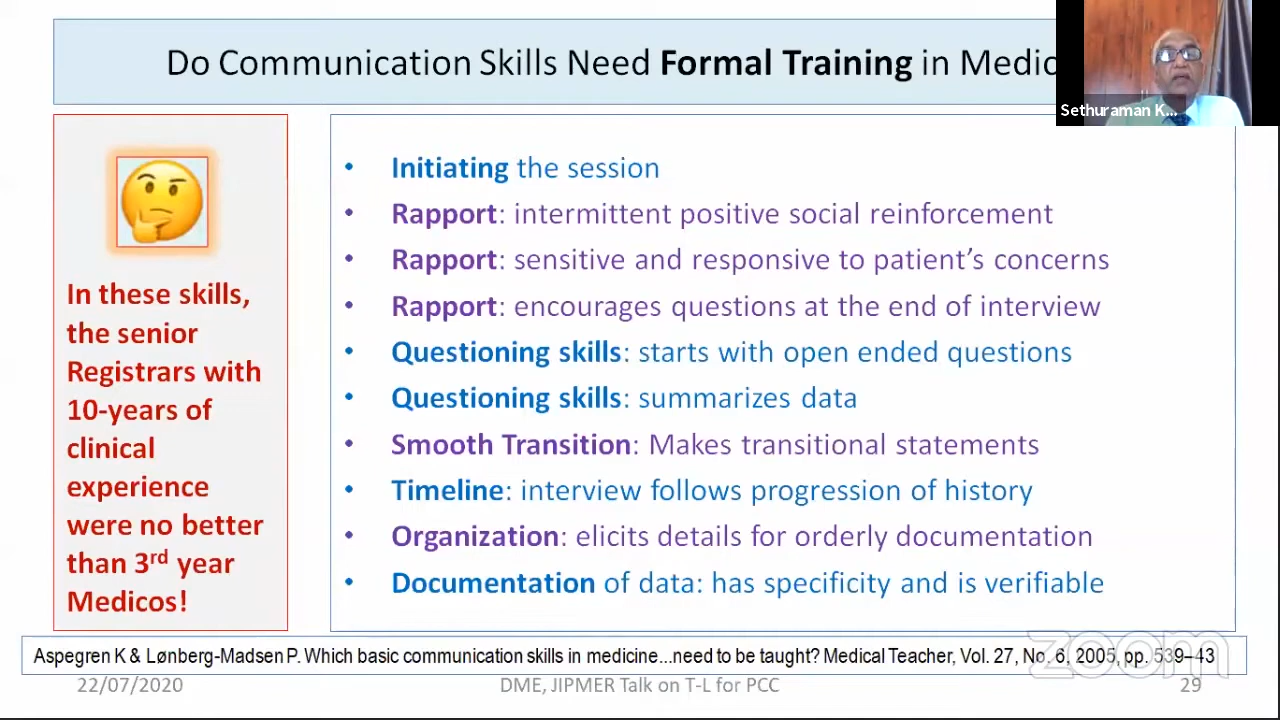 Do Communication Skills Need Formal Training in Medic
Sethuraman K...
In these skills,
the senior
Registrars with
10-years of
clinical
experience
were no better
than 3rd year
Medicos!
• Initiating the session
• Rapport: intermittent positive social reinforcement
• Rapport: sensitive and responsive to patient's concerns
• Rapport: encourages questions at the end of interview
• Questioning skills: starts with open ended questions
• Questioning skills: summarizes data
• Smooth Transition: Makes transitional statements
• Timeline: interview follows progression of history
• Organization: elicits details for orderly documentation
• Documentation of data: has specificity and is verifiable
Aspegren K & Lønberg-Madsen P. Which basic communication skills in medicine...need to be taught? Medical Teacher, Vol. 27, No. 6, 2005, pp. 539–43
zoom
22/07/2020
DME, JIPMER Talk on T-L for PCC
29